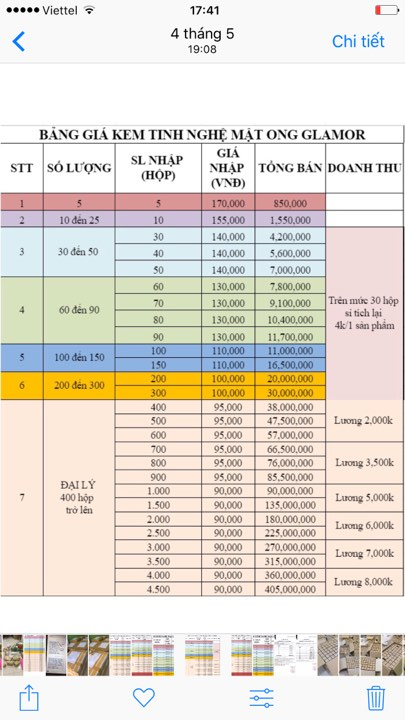 Viettel 17:41
4 tháng 5
19:08
Chi tiết
BẢNG GIÁ KEM TINH NGHỆ MẬT ONG GLAMOR
STT SỐ LƯỢNG SL NHẬP (HỘP) GIÁ NHẬP (VNĐ) TỔNG BÁN DOANH THU
1 5 5 170,000 850,000
2 10 đến 25 10 155,000 1,550,000
3 30 đến 50 30 140,000 4,200,000
40 140,000 5,600,000
50 140,000 7,000,000
4 60 đến 90 60 130,000 7,800,000
70 130,000 9,100,000
80 130,000 10,400,000
90 130,000 11,700,000
Trên mức 30 hộp
sỉ tích lại
4k/1 sản phẩm
5 100 đến 150 100 110,000 11,000,000
150 110,000 16,500,000
6 200 đến 300 200 100,000 20,000,000
300 100,000 30,000,000
7 ĐẠI LÝ
400 hộp
trở lên
400 95,000 38,000,000
500 95,000 47,500,000 Lương 2,000k
600 95,000 57,000,000
700 95,000 66,500,000
800 95,000 76,000,000 Lương 3,500k
900 95,000 85,500,000
1.000 90,000 90,000,000 Lương 5,000k
1.500 90,000 135,000,000
2.000 90,000 180,000,000 Lương 6,000k
2.500 90,000 225,000,000
3.000 90,000 270,000,000 Lương 7,000k
3.500 90,000 315,000,000
4.000 90,000 360,000,000 Lương 8,000k
4.500 90,000 405,000,000